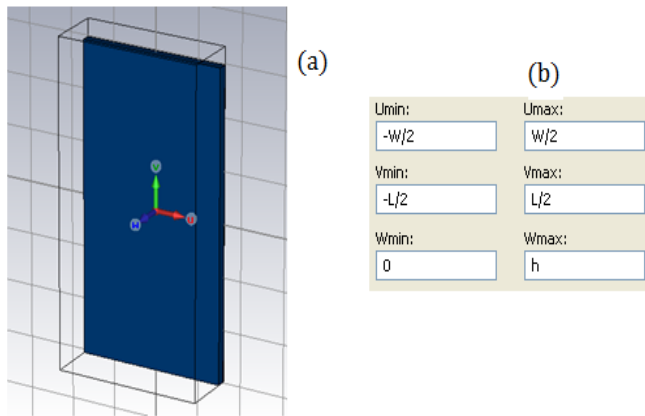 (a)
(b)
Umin: Umax:
-W/2 W/2
Vmin: Vmax:
-L/2 L/2
Wmin: Wmax:
0 h
V
U
W